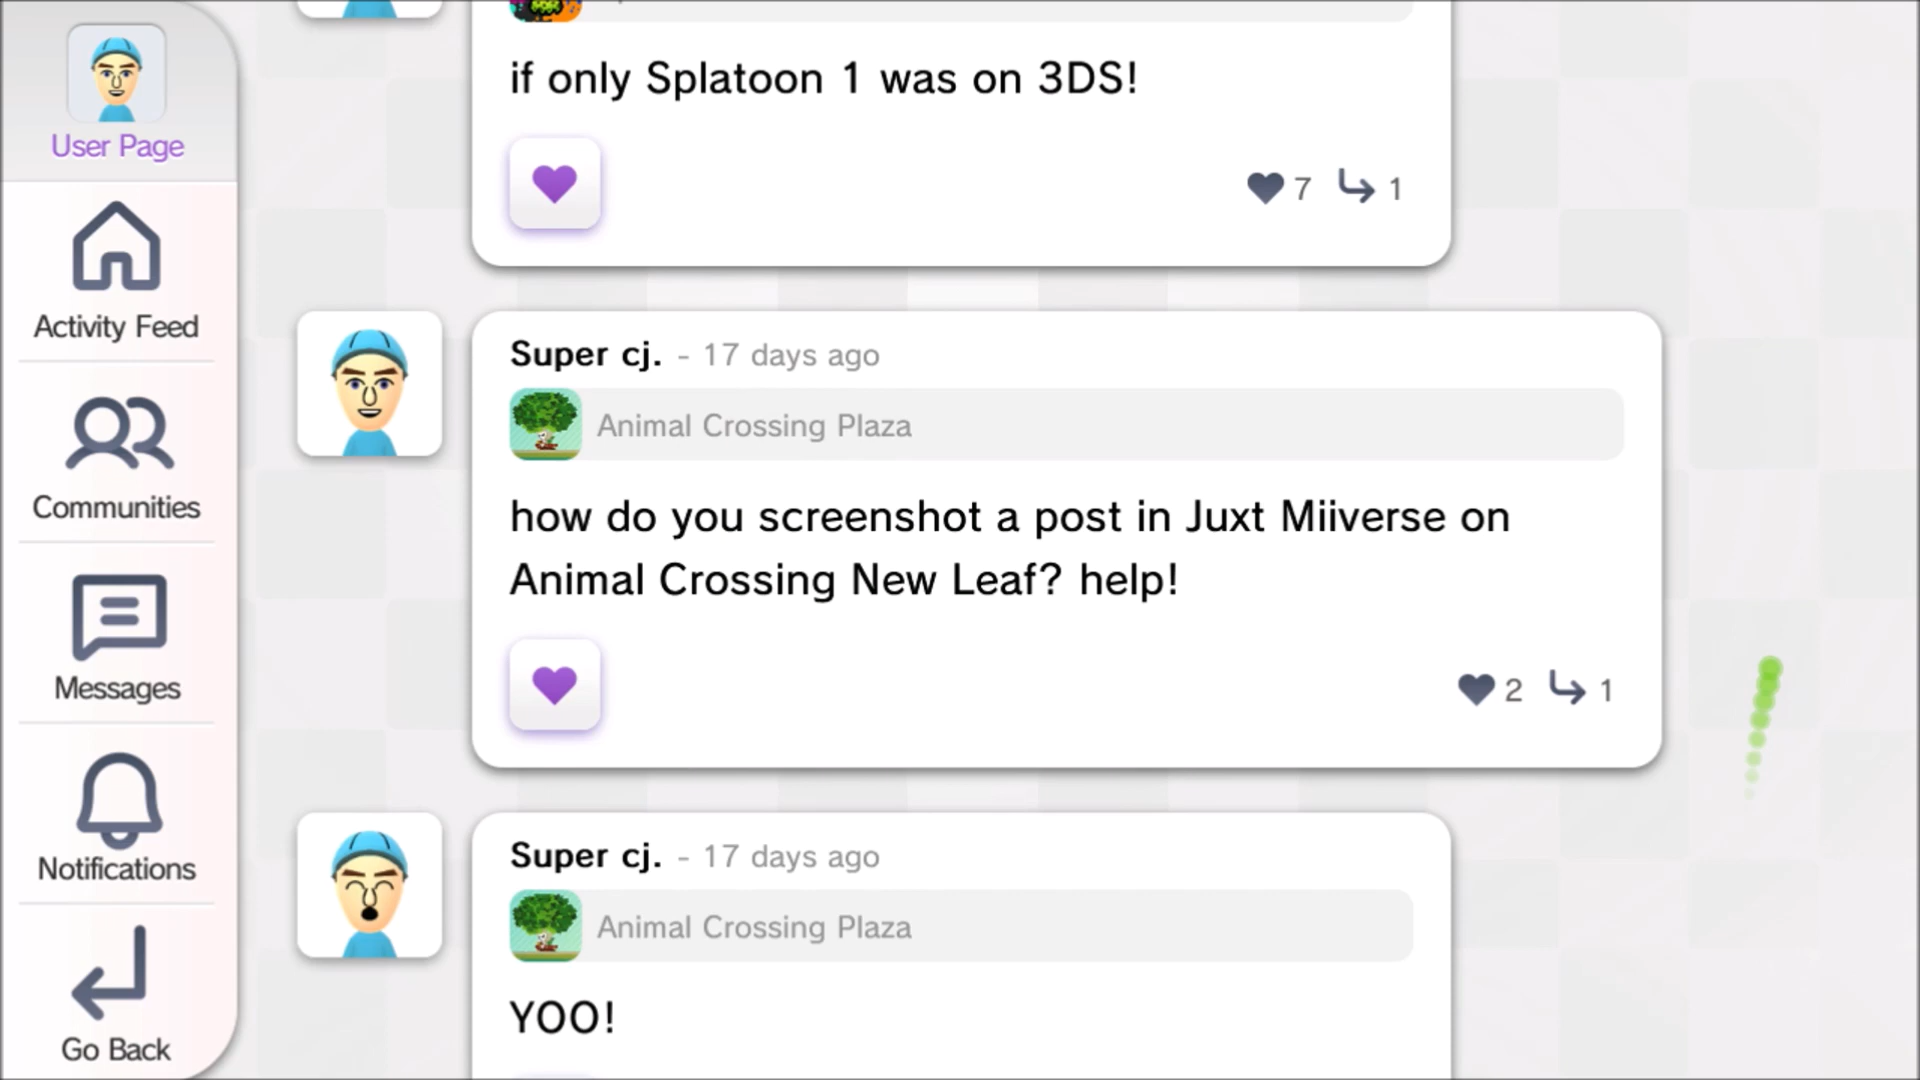 User Page
Activity Feed
Communities
Messages
Notifications
Go Back
if only Splatoon 1 was on 3DS!
7 1
Super cj. - 17 days ago
Animal Crossing Plaza
how do you screenshot a post in Juxt Miiverse on
Animal Crossing New Leaf? help!
2 1
Super cj. - 17 days ago
Animal Crossing Plaza
YOO!